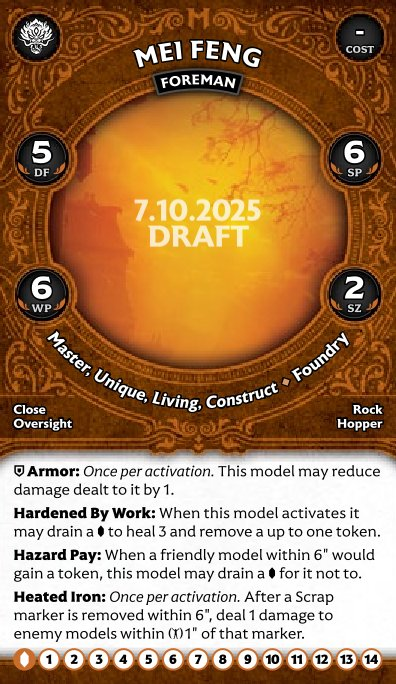 -
COST
MEI FENG
FOREMAN
5
DF
6
SP
7.10.2025
DRAFT
6
WP
2
SZ
Master, Unique, Living, Construct Foundry
Close
Oversight
Rock
Hopper
Armor: Once per activation. This model may reduce
damage dealt to it by 1.
Hardened By Work: When this model activates it
may drain a to heal 3 and remove a up to one token.
Hazard Pay: When a friendly model within 6" would
gain a token, this model may drain a for it not to.
Heated Iron: Once per activation. After a Scrap
marker is removed within 6", deal 1 damage to
enemy models within 1" of that marker.
1 2 3 4 5 6 7 8 9 10 11 12 13 14